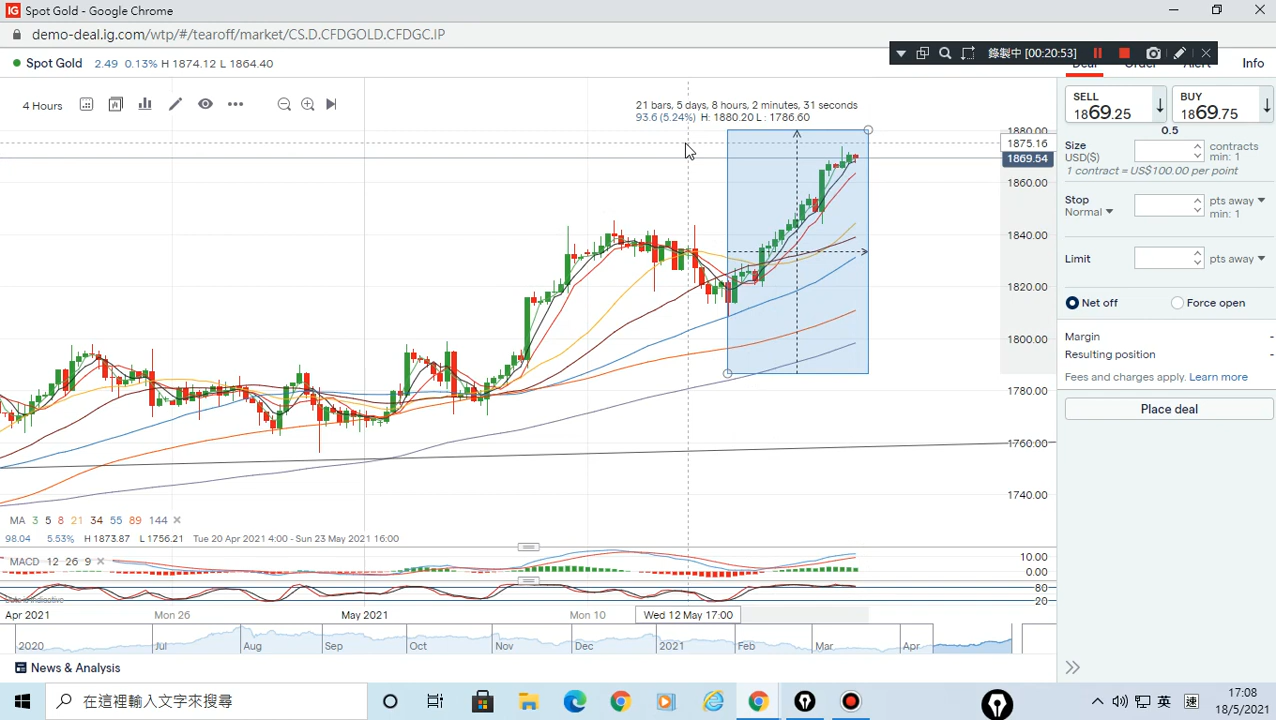 IG Spot Gold - Google Chrome
demo-deal.ig.com/wtp/#/tearoff/market/CS.D.CFDGOLD.CFDGC.IP
錄製中 [00:20:53]
Spot Gold 2.49 0.13% H 1874.12 L 1864.40
Info
4 Hours
21 bars, 5 days, 8 hours, 2 minutes, 31 seconds
93.6 (5.24%) H: 1880.20 L : 1786.60
1880.00
1875.16
1869.54
1860.00
1840.00
1820.00
1800.00
1780.00
1760.00
1740.00
SELL
1869.25
BUY
1869.75
0.5
Size
USD($)
contracts
min: 1
1 contract = US$100.00 per point
Stop
Normal
pts away
min: 1
Limit
pts away
Net off
Force open
Margin -
Resulting position -
Fees and charges apply. Learn more
Place deal
MA 3 5 8 21 34 55 89 144
98.04 5.53% H 1873.87 L 1756.21 Tue 20 Apr 2021 4:00 - Sun 23 May 2021 16:00
MACD 12 26 9
10.00
0.00
80
20
Apr 2021 Mon 26 May 2021 Mon 10 Wed 12 May 17:00
2020 Jul Aug Sep Oct Nov Dec 2021 Feb Mar Apr
News & Analysis
在這裡輸入文字來搜尋
英
17:08
18/5/2021